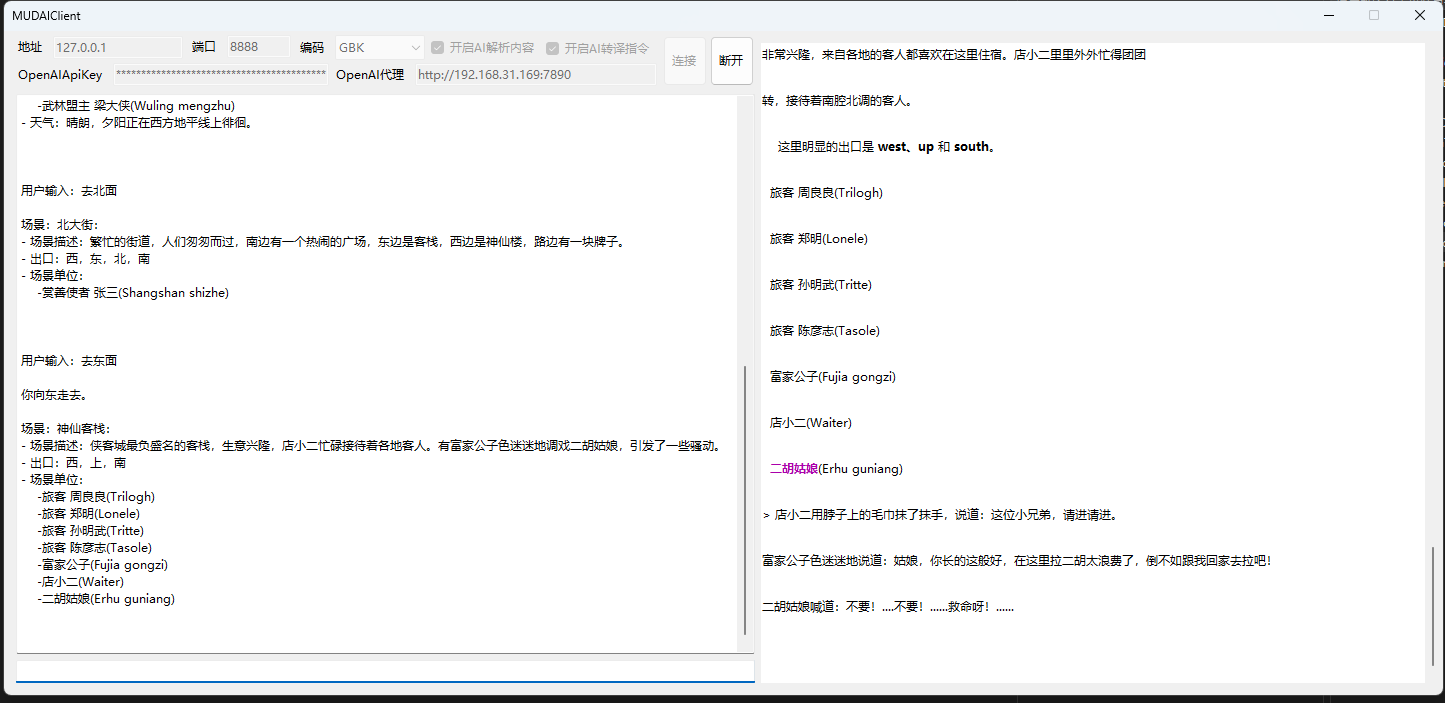 MUDAIClient
地址 127.0.0.1 端口 8888 编码 GBK 开启AI解析内容 开启AI转译指令 连接 断开
OpenAIApiKey ****************************************** OpenAI代理 http://192.168.31.169:7890
-武林盟主 梁大侠(Wuling mengzhu)
- 天气：晴朗，夕阳正在西方地平线上徘徊。
用户输入：去北面
场景：北大街：
- 场景描述：繁忙的街道，人们匆匆而过，南边有一个热闹的广场，东边是客栈，西边是神仙楼，路边有一块牌子。
- 出口：西，东，北，南
- 场景单位：
-赏善使者 张三(Shangshan shizhe)
用户输入：去东面
你向东走去。
场景：神仙客栈：
- 场景描述：侠客城最负盛名的客栈，生意兴隆，店小二忙碌接待着各地客人。有富家公子色迷迷地调戏二胡姑娘，引发了一些骚动。
- 出口：西，上，南
- 场景单位：
-旅客 周良良(Trilogh)
-旅客 郑明(Lonele)
-旅客 孙明武(Tritte)
-旅客 陈彦志(Tasole)
-富家公子(Fujia gongzi)
-店小二(Waiter)
-二胡姑娘(Erhu guniang)
非常兴隆，来自各地的客人都喜欢在这里住宿。店小二里里外外忙得团团
转，接待着南腔北调的客人。
这里明显的出口是 west、up 和 south。
旅客 周良良(Trilogh)
旅客 郑明(Lonele)
旅客 孙明武(Tritte)
旅客 陈彦志(Tasole)
富家公子(Fujia gongzi)
店小二(Waiter)
二胡姑娘(Erhu guniang)
> 店小二用脖子上的毛巾抹了抹手，说道：这位小兄弟，请进请进。
富家公子色迷迷地说道：姑娘，你长的这般好，在这里拉二胡太浪费了，倒不如跟我回家去拉吧！
二胡姑娘喊道：不要！....不要！......救命呀！......